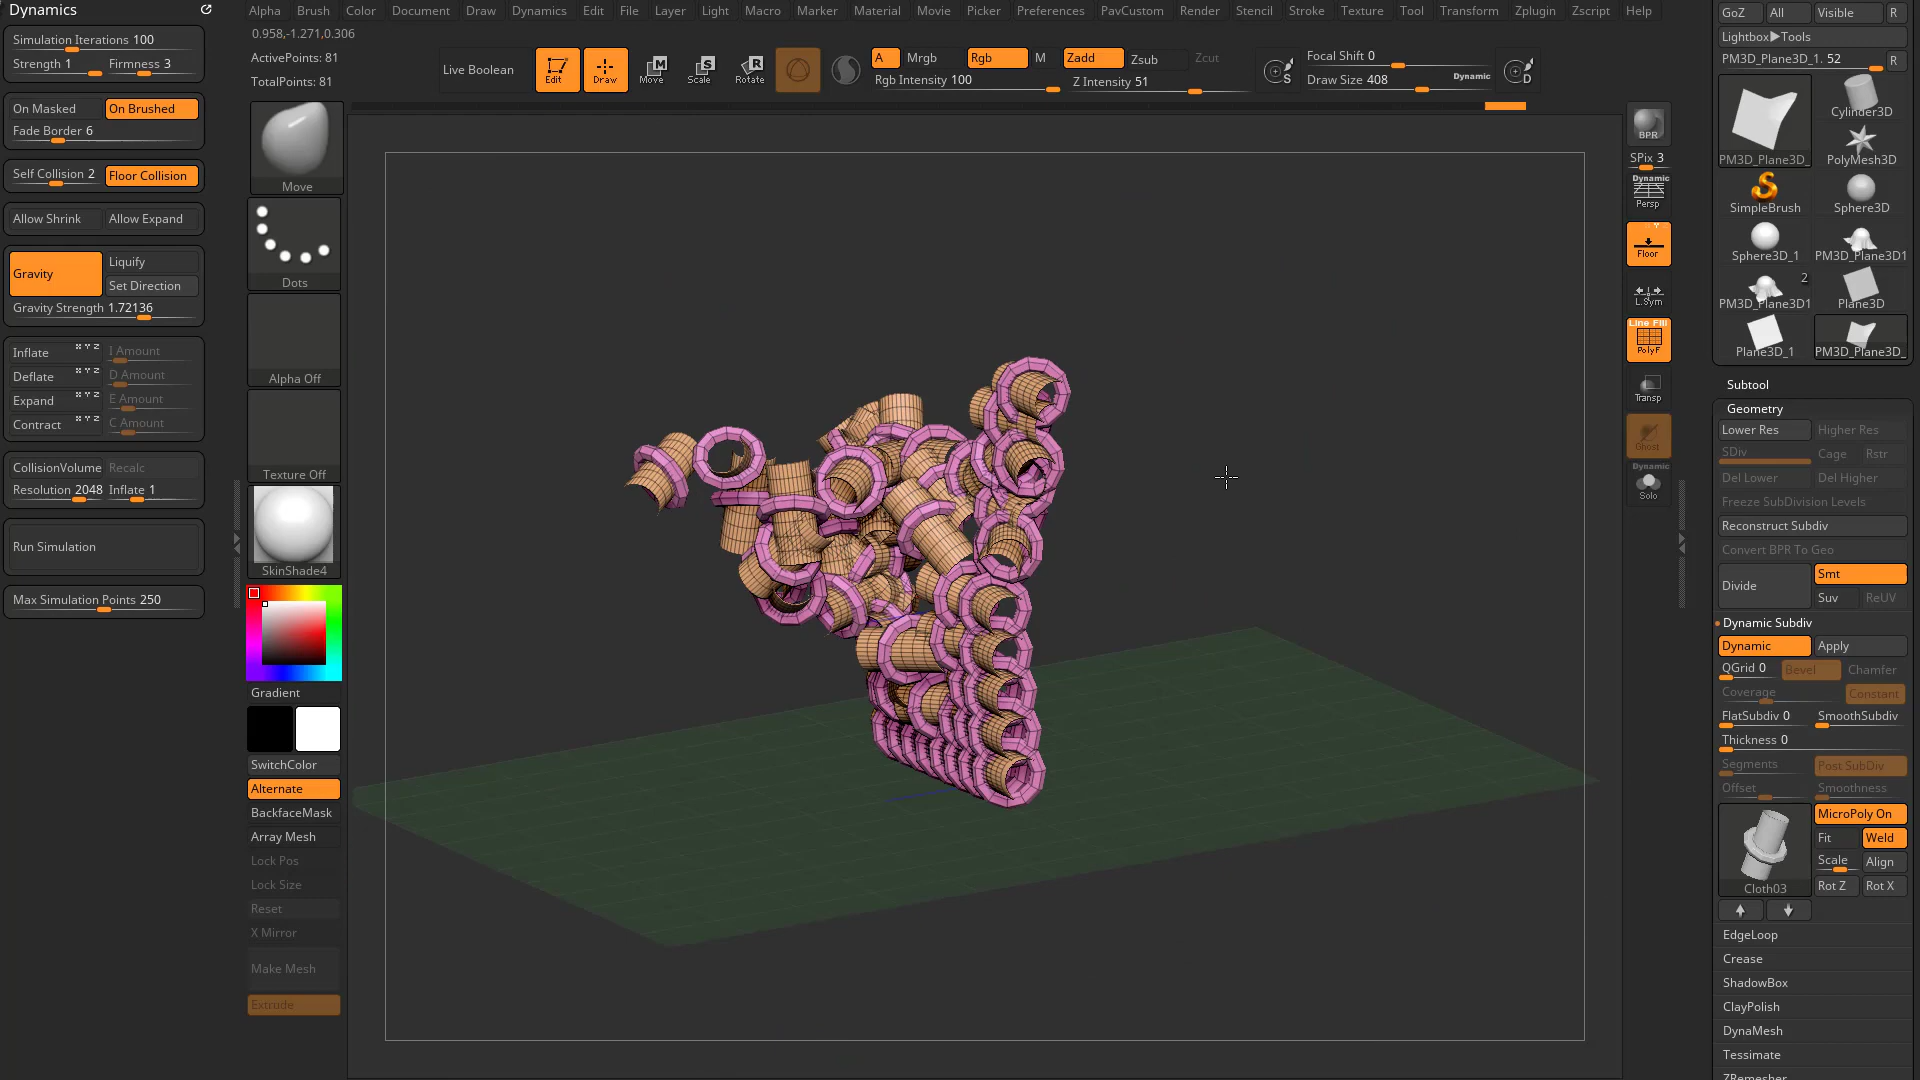 Dynamics
Simulation Iterations 100
Strength 1 Firmness 3
On Masked On Brushed
Fade Border 6
Self Collision 2 Floor Collision
Allow Shrink Allow Expand
Gravity
Liquify
Set Direction
Gravity Strength 1.72136
Inflate X Y Z I Amount
Deflate X Y Z D Amount
Expand X Y Z E Amount
Contract X Y Z C Amount
CollisionVolume Recalc
Resolution 2048 Inflate 1
Run Simulation
Max Simulation Points 250
Alpha Brush Color Document Draw Dynamics Edit File Layer Light Macro Marker Material Movie Picker Preferences PavCustom Render Stencil Stroke Texture Tool Transform Zplugin Zscript Help
0.958,-1.271,0.306
ActivePoints: 81
TotalPoints: 81
Live Boolean
Edit
Draw
M
Move
S
Scale
R
Rotate
A Mrgb Rgb M Zadd Zsub Zcut
Rgb Intensity 100 Z Intensity 51
S
Focal Shift 0
Draw Size 408 Dynamic
D
Move
Dots
Alpha Off
Texture Off
SkinShade4
Gradient
SwitchColor
Alternate
BackfaceMask
Array Mesh
Lock Pos
Lock Size
Reset
X Mirror
Make Mesh
Extrude
BPR
SPix 3
Dynamic
Persp
Floor
L.Sym
Line Fill
PolyF
Transp
Ghost
Dynamic
Solo
GoZ All Visible R
Lightbox▶Tools
PM3D_Plane3D_1. 52 R
PM3D_Plane3D_
Cylinder3D
PolyMesh3D
SimpleBrush Sphere3D
Sphere3D_1 PM3D_Plane3D1
2
PM3D_Plane3D1 Plane3D
Plane3D_1 PM3D_Plane3D_
Subtool
Geometry
Lower Res Higher Res
SDiv Cage Rstr
Del Lower Del Higher
Freeze SubDivision Levels
Reconstruct Subdiv
Convert BPR To Geo
Divide
Smt
Suv ReUV
Dynamic Subdiv
Dynamic Apply
QGrid 0 Bevel Chamfer
Coverage Constant
FlatSubdiv 0 SmoothSubdiv
Thickness 0
Segments Post SubDiv
Offset Smoothness
Cloth03
MicroPoly On
Fit Weld
Scale Align
Rot Z Rot X
EdgeLoop
Crease
ShadowBox
ClayPolish
DynaMesh
Tessimate
ZRemesher